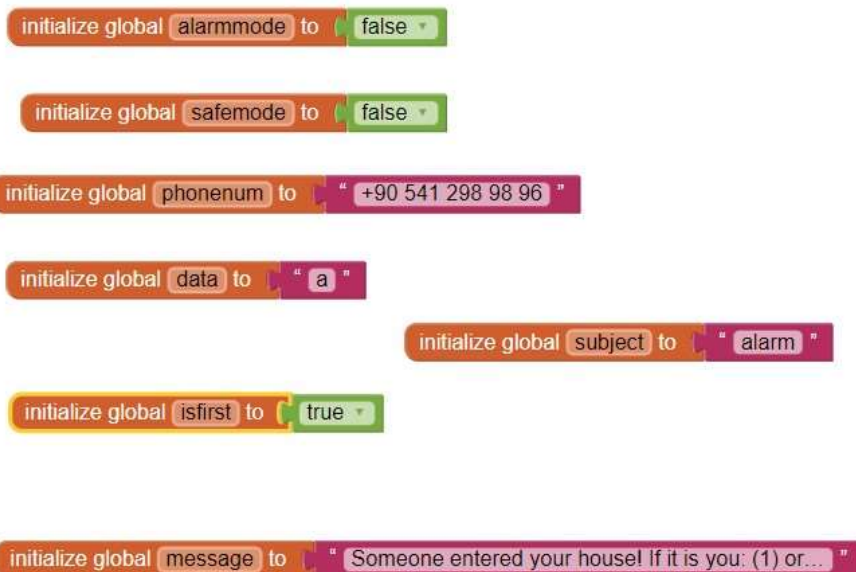 initialize global alarmmode to false
initialize global safemode to false
initialize global phonenum to " +90 541 298 98 96 "
initialize global data to " a "
initialize global subject to " alarm "
initialize global isfirst to true
initialize global message to " Someone entered your house! If it is you: (1) or... "